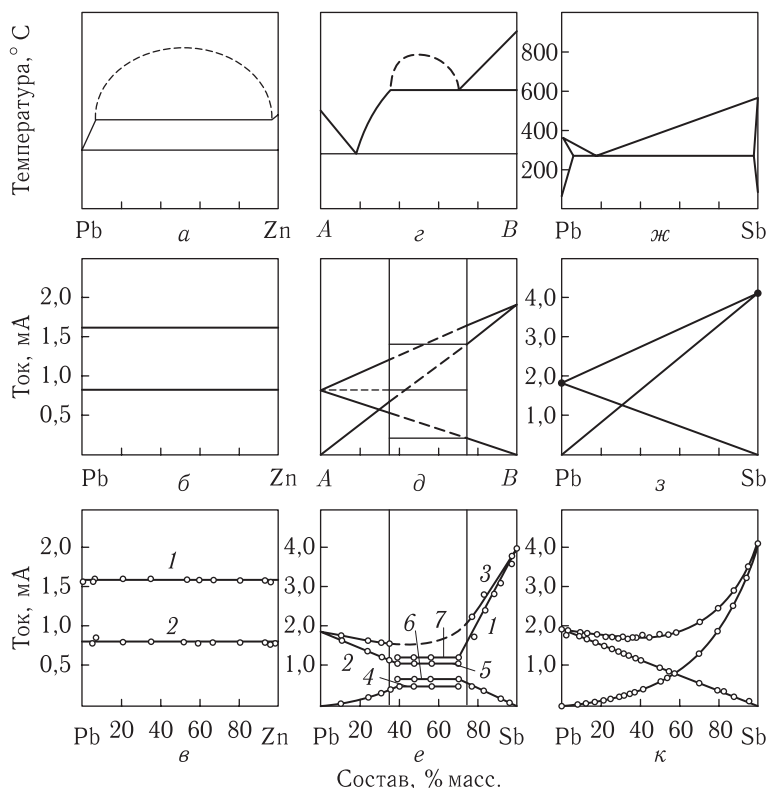 Температура, °C
800
600
400
200
Pb а Zn
A г B
Pb ж Sb
Ток, мА
2,0
1,5
1,0
0,5
4,0
3,0
2,0
1,0
Pb б Zn
A д B
Pb з Sb
Ток, мА
2,0
1,5
1,0
0,5
1
2
4,0
3,0
2,0
1,0
3
1
6 7
2
4
5
4,0
3,0
2,0
1,0
Pb 20 40 60 80 Zn
Pb 20 40 60 80 Sb
Pb 20 40 60 80 Sb
в е к
Состав, % масс.